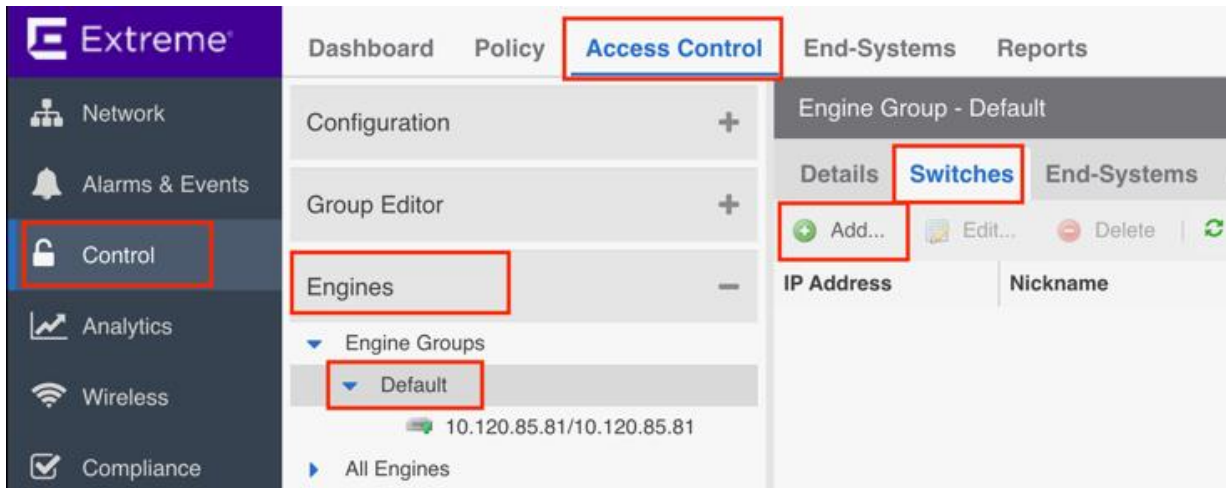 Extreme
Dashboard Policy Access Control End-Systems Reports
Network
Alarms & Events
Control
Analytics
Wireless
Compliance
Configuration
Group Editor
Engines
Engine Groups
Default
10.120.85.81/10.120.85.81
All Engines
Engine Group - Default
Details Switches End-Systems
Add... Edit... Delete
IP Address Nickname